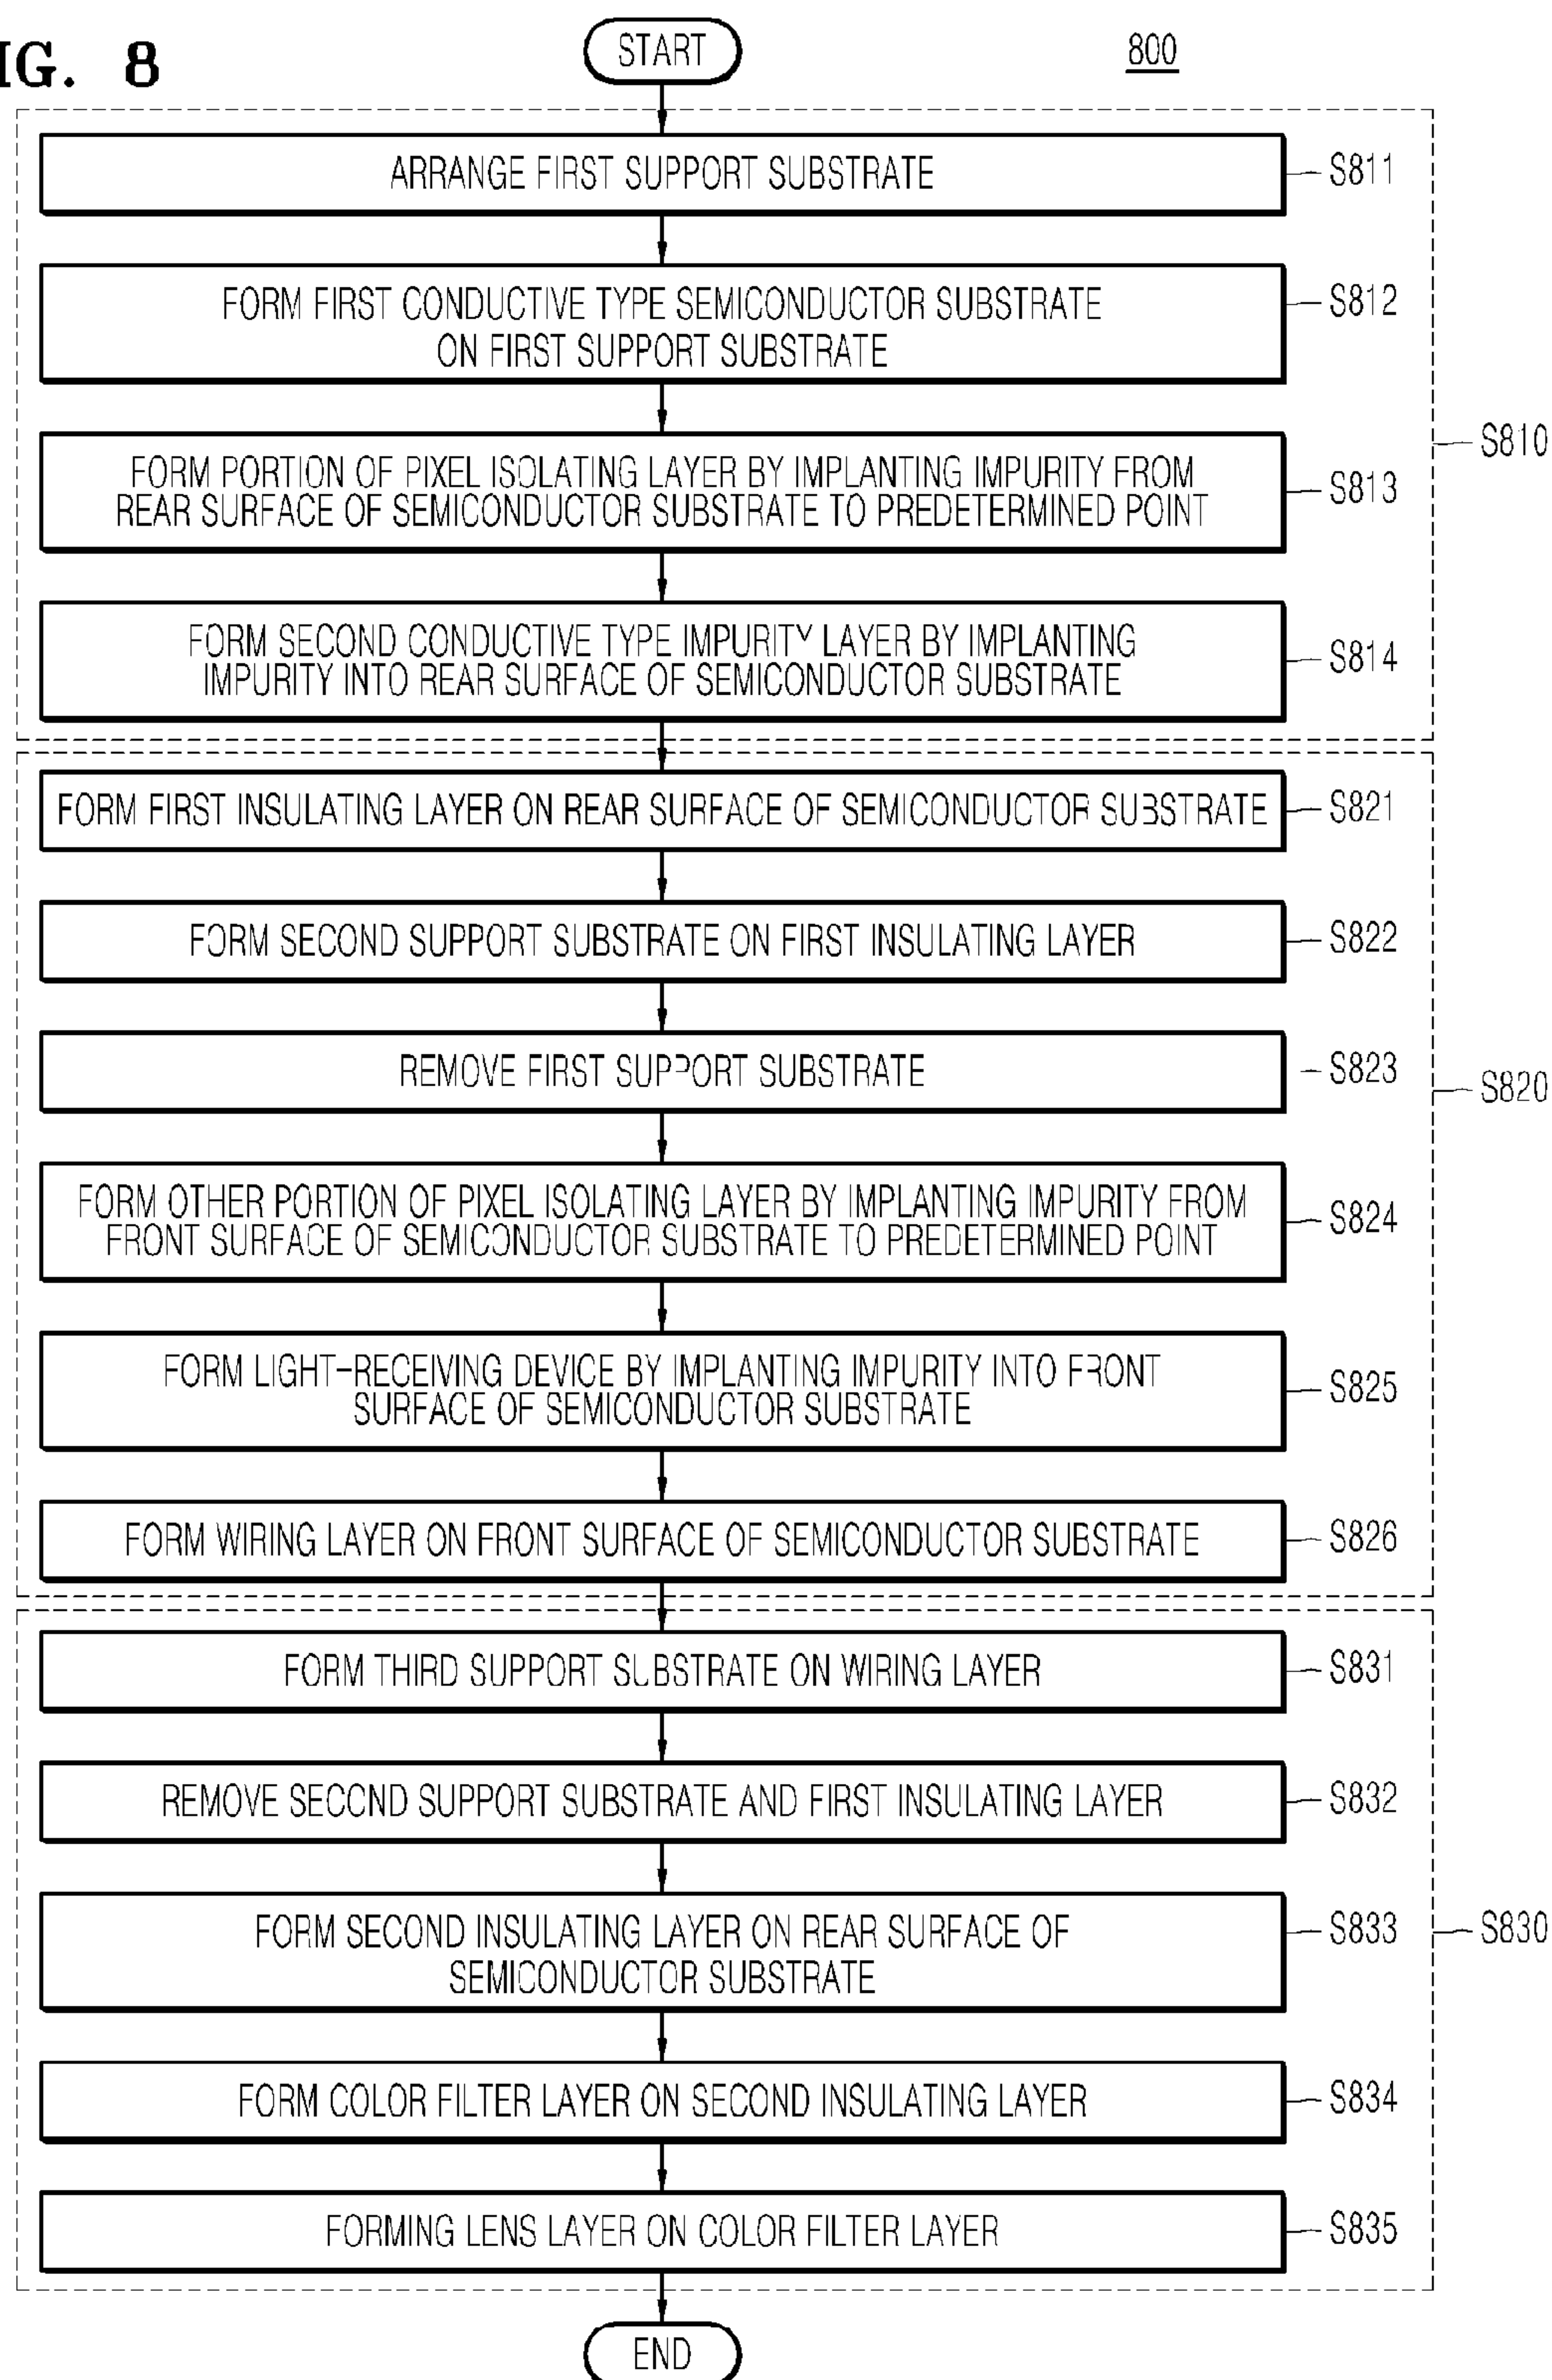 IG. 8
START
800
ARRANGE FIRST SUPPORT SUBSTRATE
S811
FORM FIRST CONDUCTIVE TYPE SEMICONDUCTOR SUBSTRATE
ON FIRST SUPPORT SUBSTRATE
S812
S810
FORM PORTION OF PIXEL ISOLATING LAYER BY IMPLANTING IMPURITY FROM
REAR SURFACE OF SEMICONDUCTOR SUBSTRATE TO PREDETERMINED POINT
S813
FORM SECOND CONDUCTIVE TYPE IMPURITY LAYER BY IMPLANTING
IMPURITY INTO REAR SURFACE OF SEMICONDUCTOR SUBSTRATE
S814
FORM FIRST INSULATING LAYER ON REAR SURFACE OF SEMICONDUCTOR SUBSTRATE
S821
FORM SECOND SUPPORT SUBSTRATE ON FIRST INSULATING LAYER
S822
REMOVE FIRST SUPPORT SUBSTRATE
S823
S820
FORM OTHER PORTION OF PIXEL ISOLATING LAYER BY IMPLANTING IMPURITY FROM
FRONT SURFACE OF SEMICONDUCTOR SUBSTRATE TO PREDETERMINED POINT
S824
FORM LIGHT-RECEIVING DEVICE BY IMPLANTING IMPURITY INTO FRONT
SURFACE OF SEMICONDUCTOR SUBSTRATE
S825
FORM WIRING LAYER ON FRONT SURFACE OF SEMICONDUCTOR SUBSTRATE
S826
FORM THIRD SUPPORT SUBSTRATE ON WIRING LAYER
S831
REMOVE SECOND SUPPORT SUBSTRATE AND FIRST INSULATING LAYER
S832
FORM SECOND INSULATING LAYER ON REAR SURFACE OF
SEMICONDUCTOR SUBSTRATE
S833
S830
FORM COLOR FILTER LAYER ON SECOND INSULATING LAYER
S834
FORMING LENS LAYER ON COLOR FILTER LAYER
S835
END